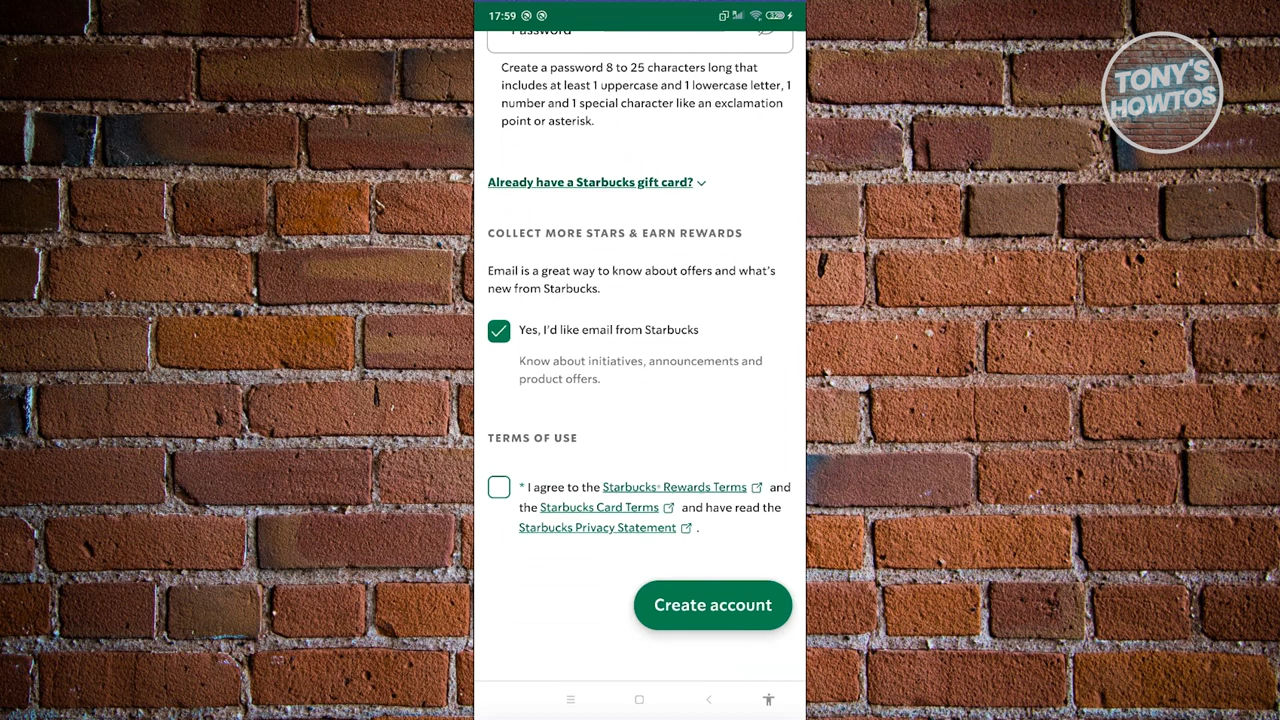 17:59
TONY'S
HOWTOS
Password
Create a password 8 to 25 characters long that
includes at least 1 uppercase and 1 lowercase letter, 1
number and 1 special character like an exclamation
point or asterisk.
Already have a Starbucks gift card?
COLLECT MORE STARS & EARN REWARDS
Email is a great way to know about offers and what's
new from Starbucks.
Yes, I'd like email from Starbucks
Know about initiatives, announcements and
product offers.
TERMS OF USE
* I agree to the Starbucks® Rewards Terms and
the Starbucks Card Terms and have read the
Starbucks Privacy Statement .
Create account